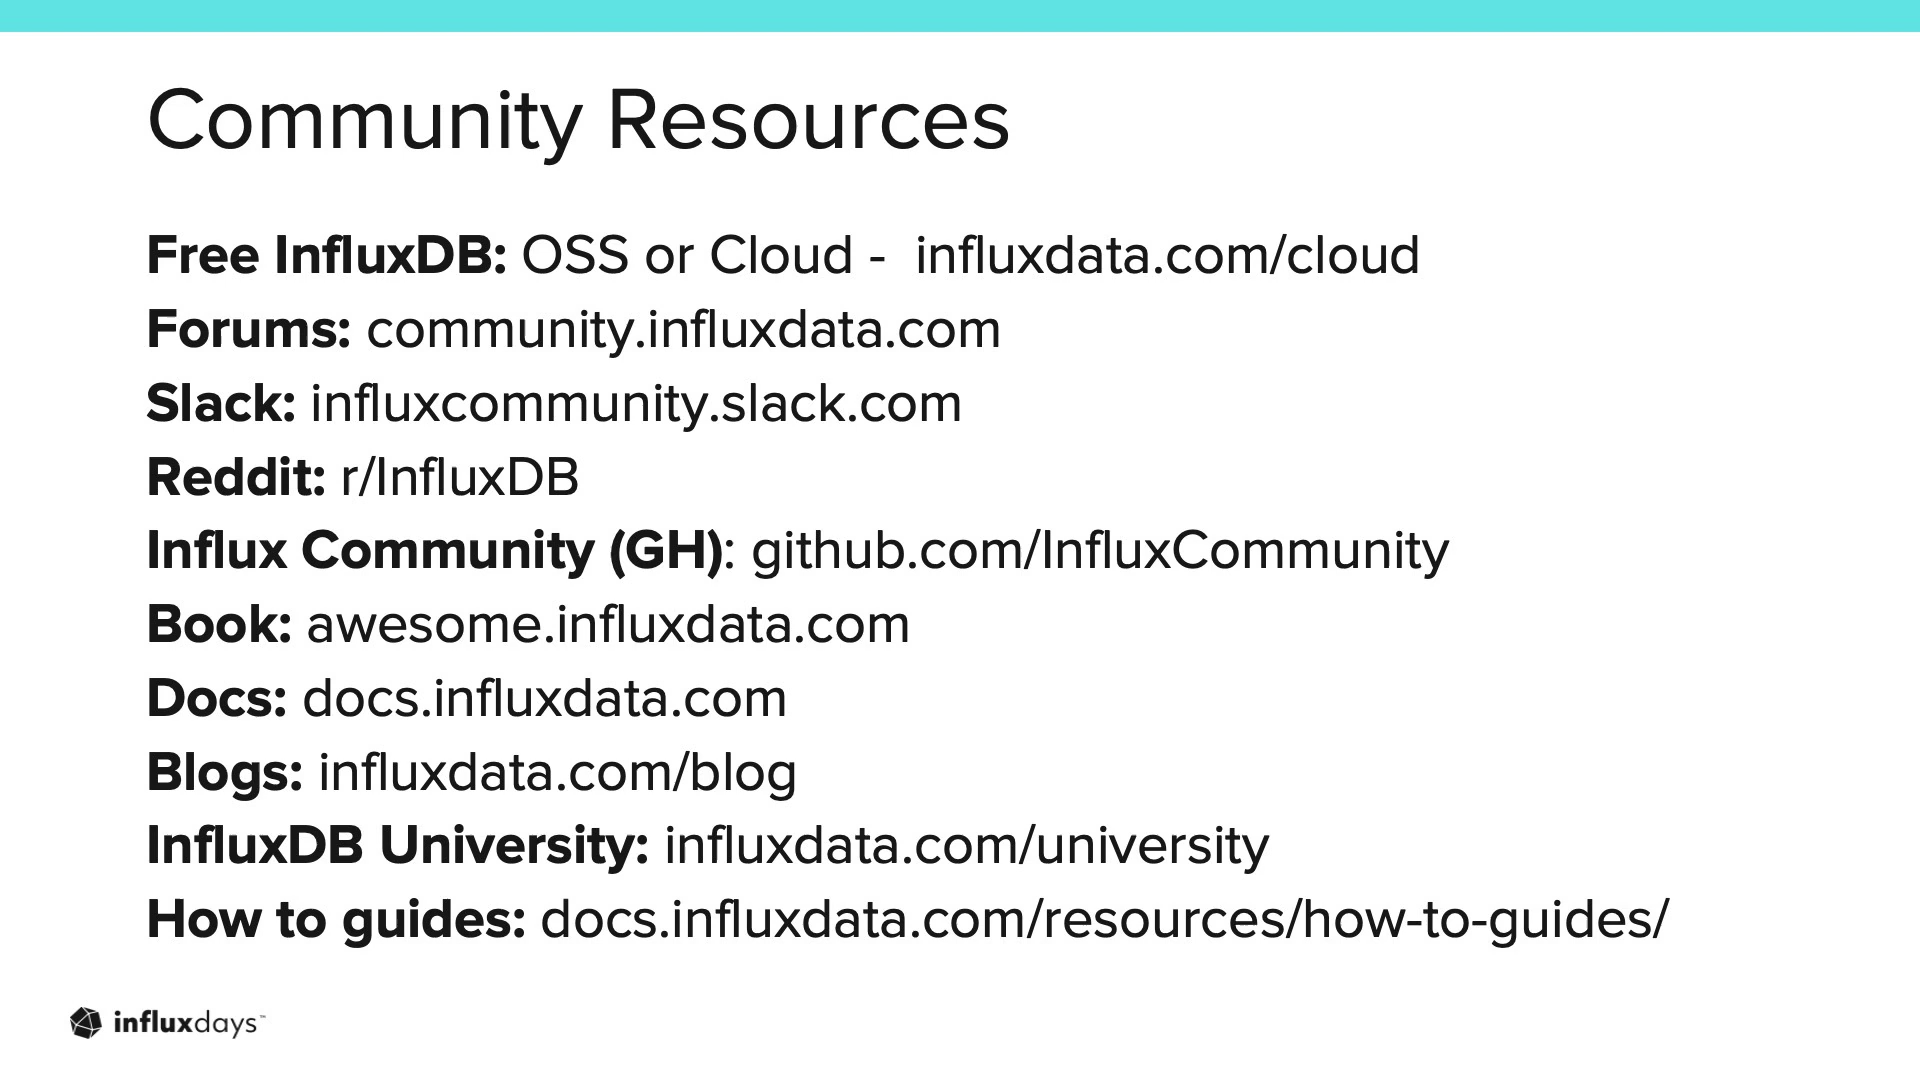 Community Resources
Free InfluxDB: OSS or Cloud -  influxdata.com/cloud
Forums: community.influxdata.com
Slack: influxcommunity.slack.com
Reddit: r/InfluxDB
Influx Community (GH): github.com/InfluxCommunity
Book: awesome.influxdata.com
Docs: docs.influxdata.com
Blogs: influxdata.com/blog
InfluxDB University: influxdata.com/university
How to guides: docs.influxdata.com/resources/how-to-guides/
influxdays™